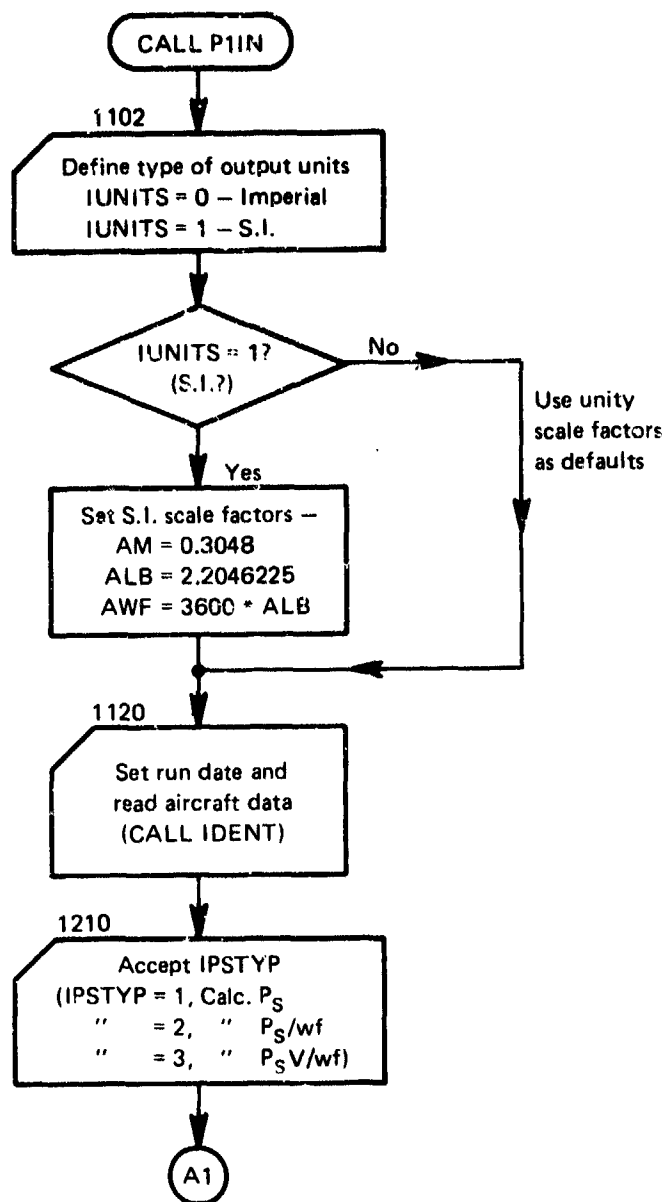 CALL P1IN
1102
Define type of output units
IUNITS = 0 – Imperial
IUNITS = 1 – S.I.
IUNITS = 1?
(S.I.?)
No
Use unity
scale factors
as defaults
Yes
Set S.I. scale factors –
AM = 0.3048
ALB = 2.2046225
AWF = 3600 * ALB
1120
Set run date and
read aircraft data
(CALL IDENT)
1210
Accept IPSTYP
(IPSTYP = 1, Calc. PS
" = 2, " PS/wf
" = 3, " PSV/wf)
A1